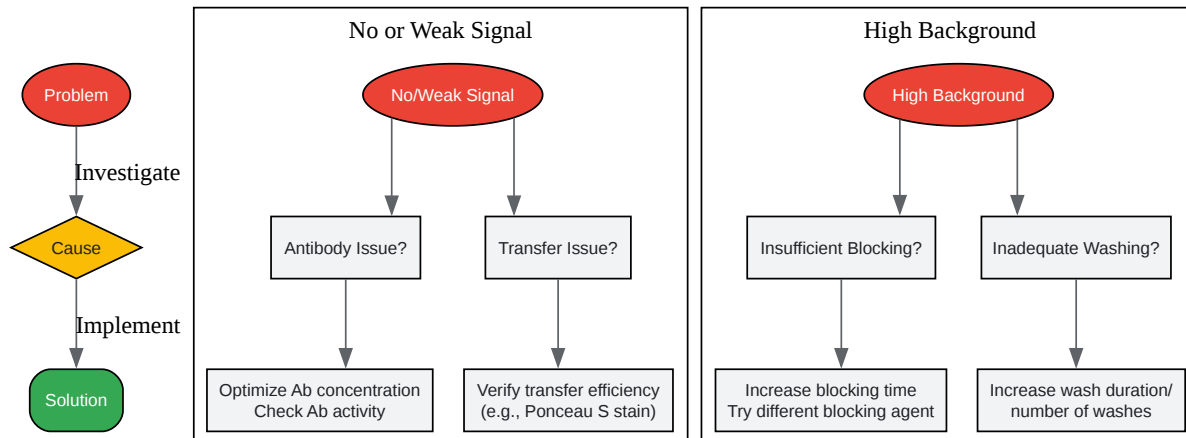 Problem
Investigate
Cause
Implement
Solution
No or Weak Signal
No/Weak Signal
Antibody Issue?
Transfer Issue?
Optimize Ab concentration
Check Ab activity
Verify transfer efficiency
(e.g., Ponceau S stain)
High Background
High Background
Insufficient Blocking?
Inadequate Washing?
Increase blocking time
Try different blocking agent
Increase wash duration/
number of washes